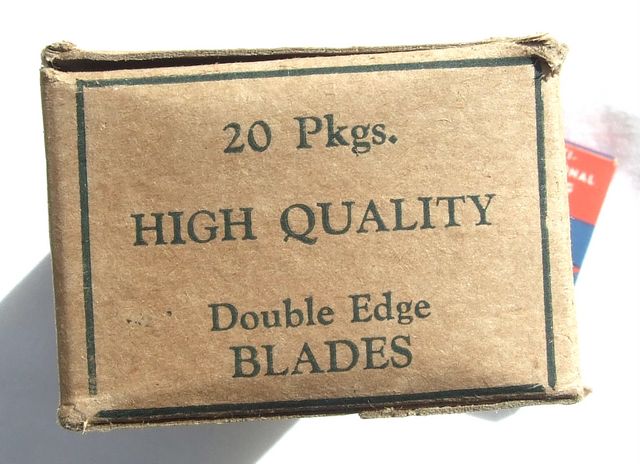 20 Pkgs.
HIGH QUALITY
Double Edge
BLADES